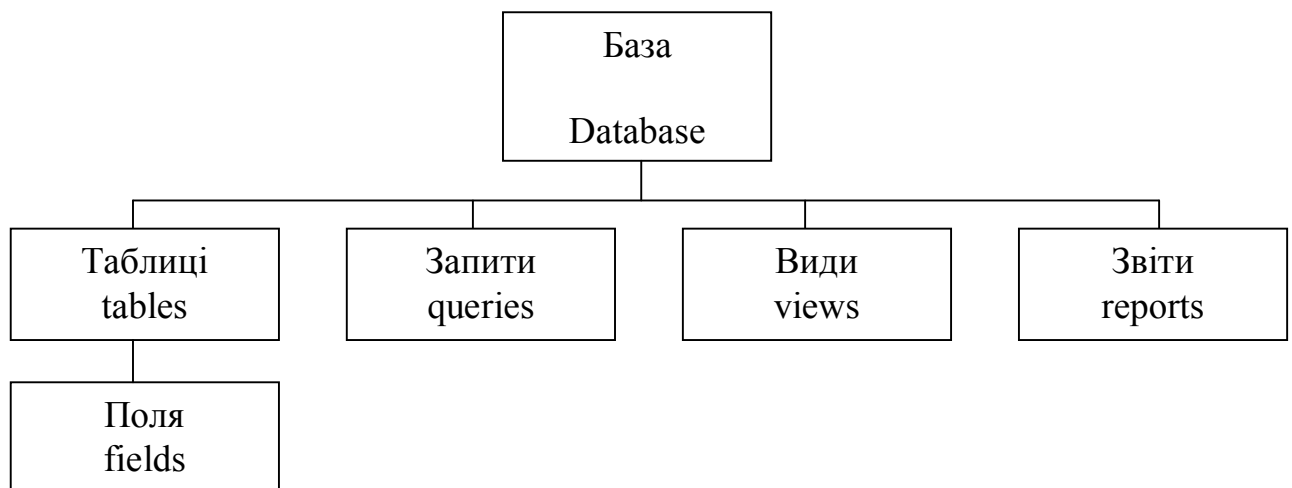 База
Database
Таблиці
tables
Запити
queries
Види
views
Звіти
reports
Поля
fields